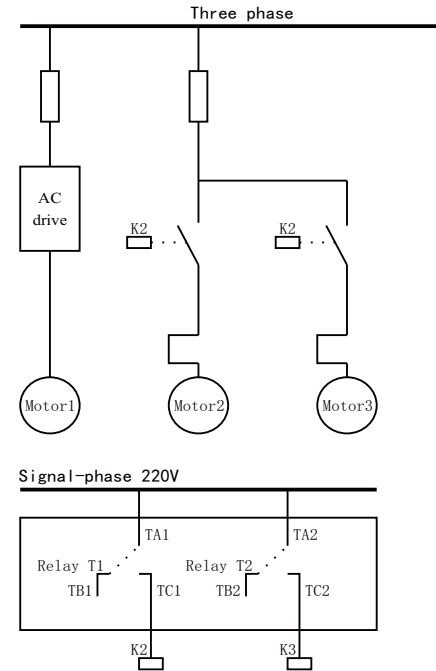 Three phase
AC
drive
K2
K2
Motor1
Motor2
Motor3
Signal-phase 220V
TA1
TA2
Relay T1
Relay T2
TB1
TC1
TB2
TC2
K2
K3